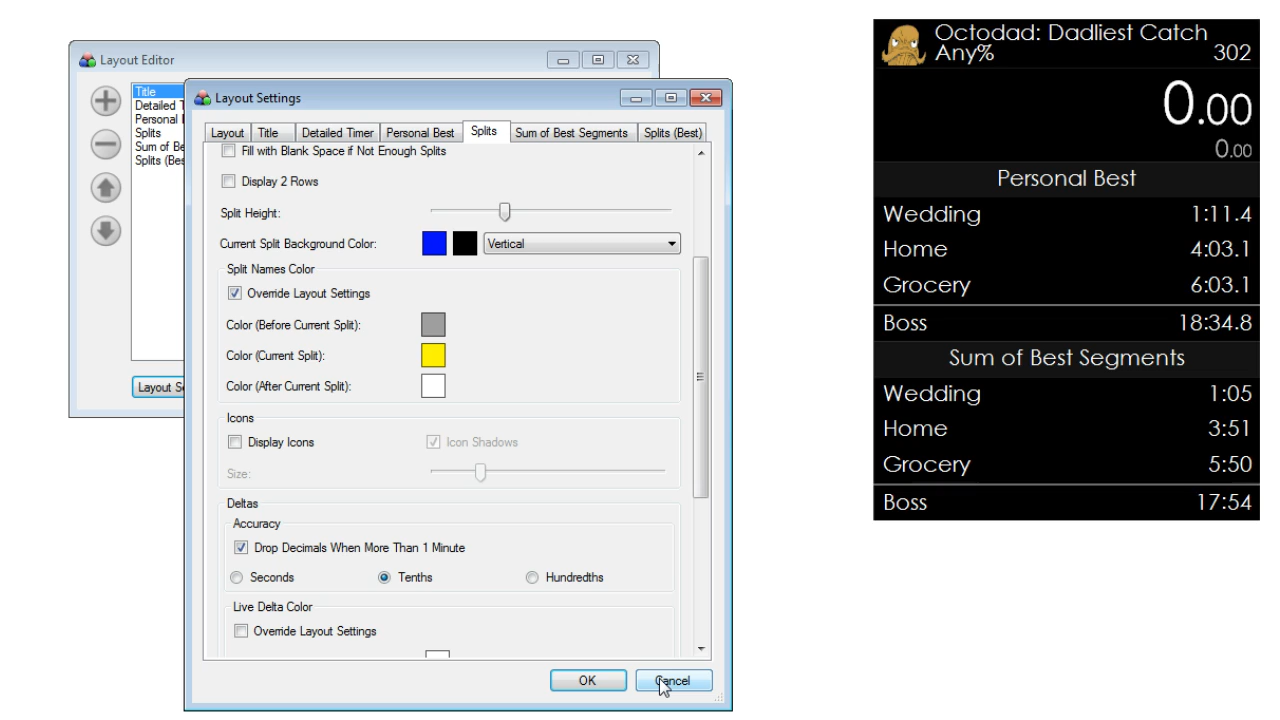 Layout Editor
Title
Detailed T
Personal
Splits
Sum of Be
Splits (Bes
Layout S
Layout Settings
Layout Title Detailed Timer Personal Best Splits Sum of Best Segments Splits (Best)
Fill with Blank Space if Not Enough Splits
Display 2 Rows
Split Height:
Current Split Background Color: Vertical
Split Names Color
Override Layout Settings
Color (Before Current Split):
Color (Current Split):
Color (After Current Split):
Icons
Display Icons Icon Shadows
Size:
Deltas
Accuracy
Drop Decimals When More Than 1 Minute
Seconds Tenths Hundredths
Live Delta Color
Override Layout Settings
OK Cancel
Octodad: Dadliest Catch
Any% 302
0.00
0.00
Personal Best
Wedding 1:11.4
Home 4:03.1
Grocery 6:03.1
Boss 18:34.8
Sum of Best Segments
Wedding 1:05
Home 3:51
Grocery 5:50
Boss 17:54